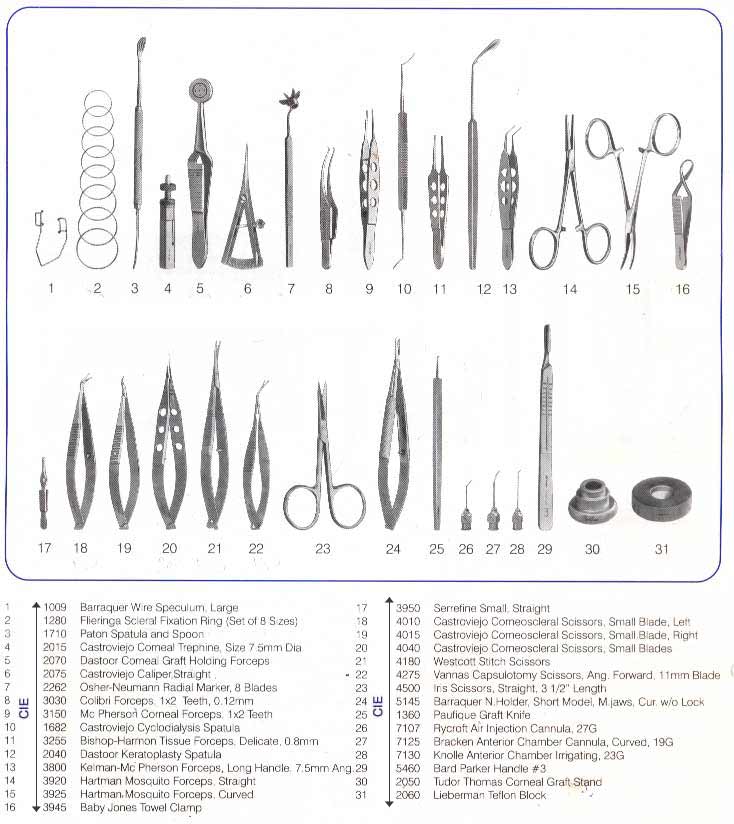 1 2 3 4 5 6 7 8 9 10 11 12 13 14 15 16
17 18 19 20 21 22 23 24 25 26 27 28 29 30 31
1 1009 Barraquer Wire Speculum, Large
2 1280 Flieringa Scleral Fixation Ring (Set of 8 Sizes)
3 1710 Paton Spatula and Spoon
4 2015 Castroviejo Corneal Trephine, Size 7.5mm Dia
5 2070 Dastoor Corneal Graft Holding Forceps
6 2075 Castroviejo Caliper,Straight
7 2262 Osher-Neumann Radial Marker, 8 Blades
8 3030 Colibri Forceps, 1x2 Teeth, 0.12mm
9 3150 Mc Pherson Corneal Forceps, 1x2 Teeth
10 1682 Castroviejo Cyclodialysis Spatula
11 3255 Bishop-Harmon Tissue Forceps, Delicate, 0.8mm
12 2040 Dastoor Keratoplasty Spatula
13 3800 Kelman-Mc Pherson Forceps, Long Handle. 7.5mm Ang.
14 3920 Hartman Mosquito Forceps, Straight
15 3925 Hartman Mosquito Forceps, Curved
16 3945 Baby Jones Towel Clamp
CIE
17 3950 Serrefine Small, Straight
18 4010 Castroviejo Corneoscleral Scissors, Small Blade, Left
19 4015 Castroviejo Corneoscleral Scissors, Small Blade, Right
20 4040 Castroviejo Corneoscleral Scissors, Small Blades
21 4180 Westcott Stitch Scissors
22 4275 Vannas Capsulotomy Scissors, Ang. Forward, 11mm Blade
23 4500 Iris Scissors, Straight, 3 1/2" Length
24 5145 Barraquer N.Holder, Short Model, M.jaws, Cur. w/o Lock
25 1360 Paufique Graft Knife
26 7107 Rycroft Air Injection Cannula, 27G
27 7125 Bracken Anterior Chamber Cannula, Curved, 19G
28 7130 Knolle Anterior Chamber Irrigating, 23G
29 5460 Bard Parker Handle #3
30 2050 Tudor Thomas Corneal Graft Stand
31 2060 Lieberman Teflon Block
CIE